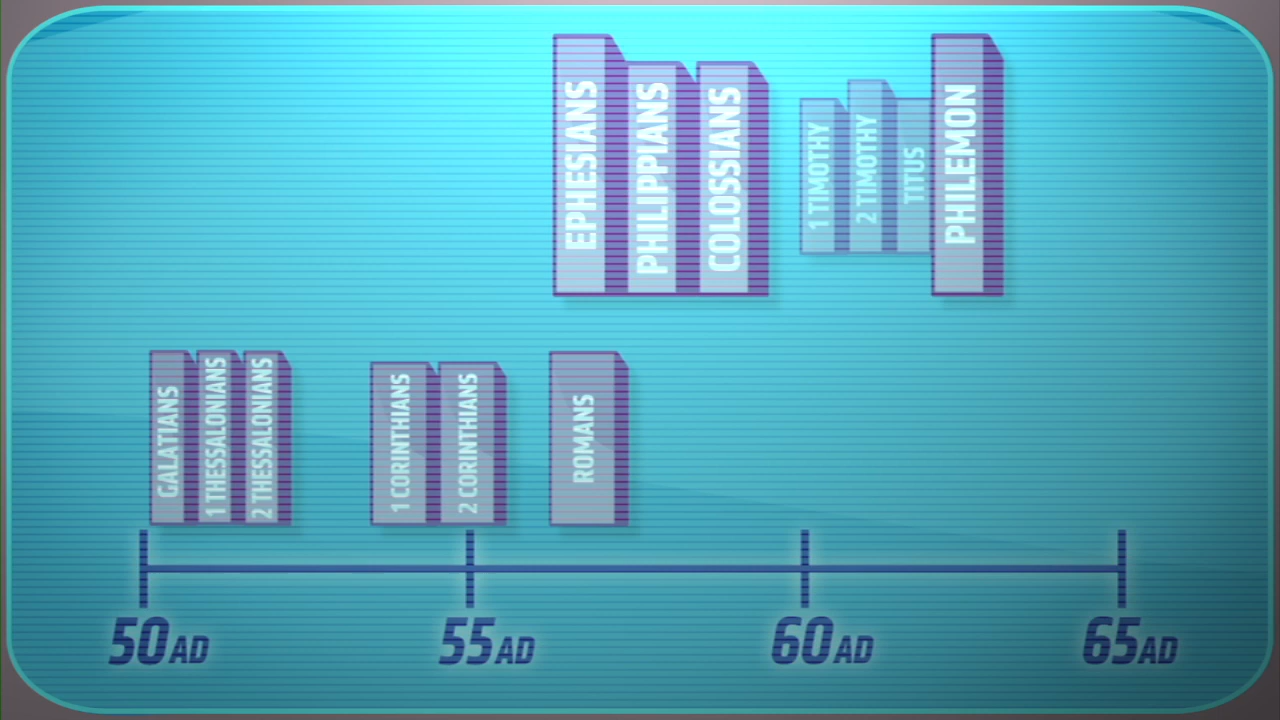 EPHESIANS
PHILIPPIANS
COLOSSIANS
1 TIMOTHY
2 TIMOTHY
TITUS
PHILEMON
GALATIANS
1 THESSALONIANS
2 THESSALONIANS
1 CORINTHIANS
2 CORINTHIANS
ROMANS
50AD
55AD
60AD
65AD